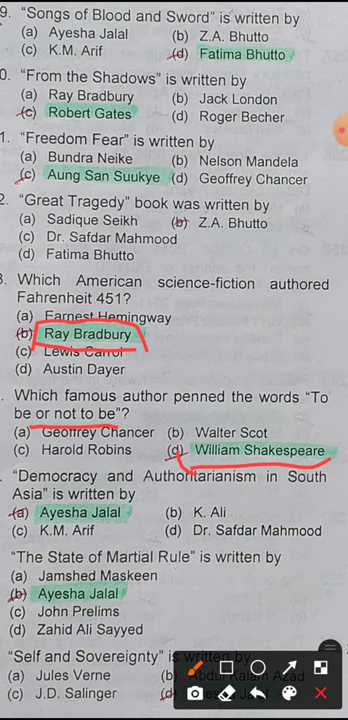 9. "Songs of Blood and Sword" is written by
(a) Ayesha Jalal (b) Z.A. Bhutto
(c) K.M. Arif (d) Fatima Bhutto
0. "From the Shadows" is written by
(a) Ray Bradbury (b) Jack London
(c) Robert Gates (d) Roger Becher
1. "Freedom Fear" is written by
(a) Bundra Neike (b) Nelson Mandela
(c) Aung San Suukye (d) Geoffrey Chancer
2. "Great Tragedy" book was written by
(a) Sadique Seikh (b) Z.A. Bhutto
(c) Dr. Safdar Mahmood
(d) Fatima Bhutto
3. Which American science-fiction authored
Fahrenheit 451?
(a) Earnest Hemingway
(b) Ray Bradbury
(c) Lewis Carrol
(d) Austin Dayer
. Which famous author penned the words "To
be or not to be"?
(a) Geoffrey Chancer (b) Walter Scot
(c) Harold Robins (d) William Shakespeare
"Democracy and Authoritarianism in South
Asia" is written by
(a) Ayesha Jalal (b) K. Ali
(c) K.M. Arif (d) Dr. Safdar Mahmood
"The State of Martial Rule" is written by
(a) Jamshed Maskeen
(b) Ayesha Jalal
(c) John Prelims
(d) Zahid Ali Sayyed
"Self and Sovereignty" is written by
(a) Jules Verne (b) Abdul Kalam Azad
(c) J.D. Salinger (d)